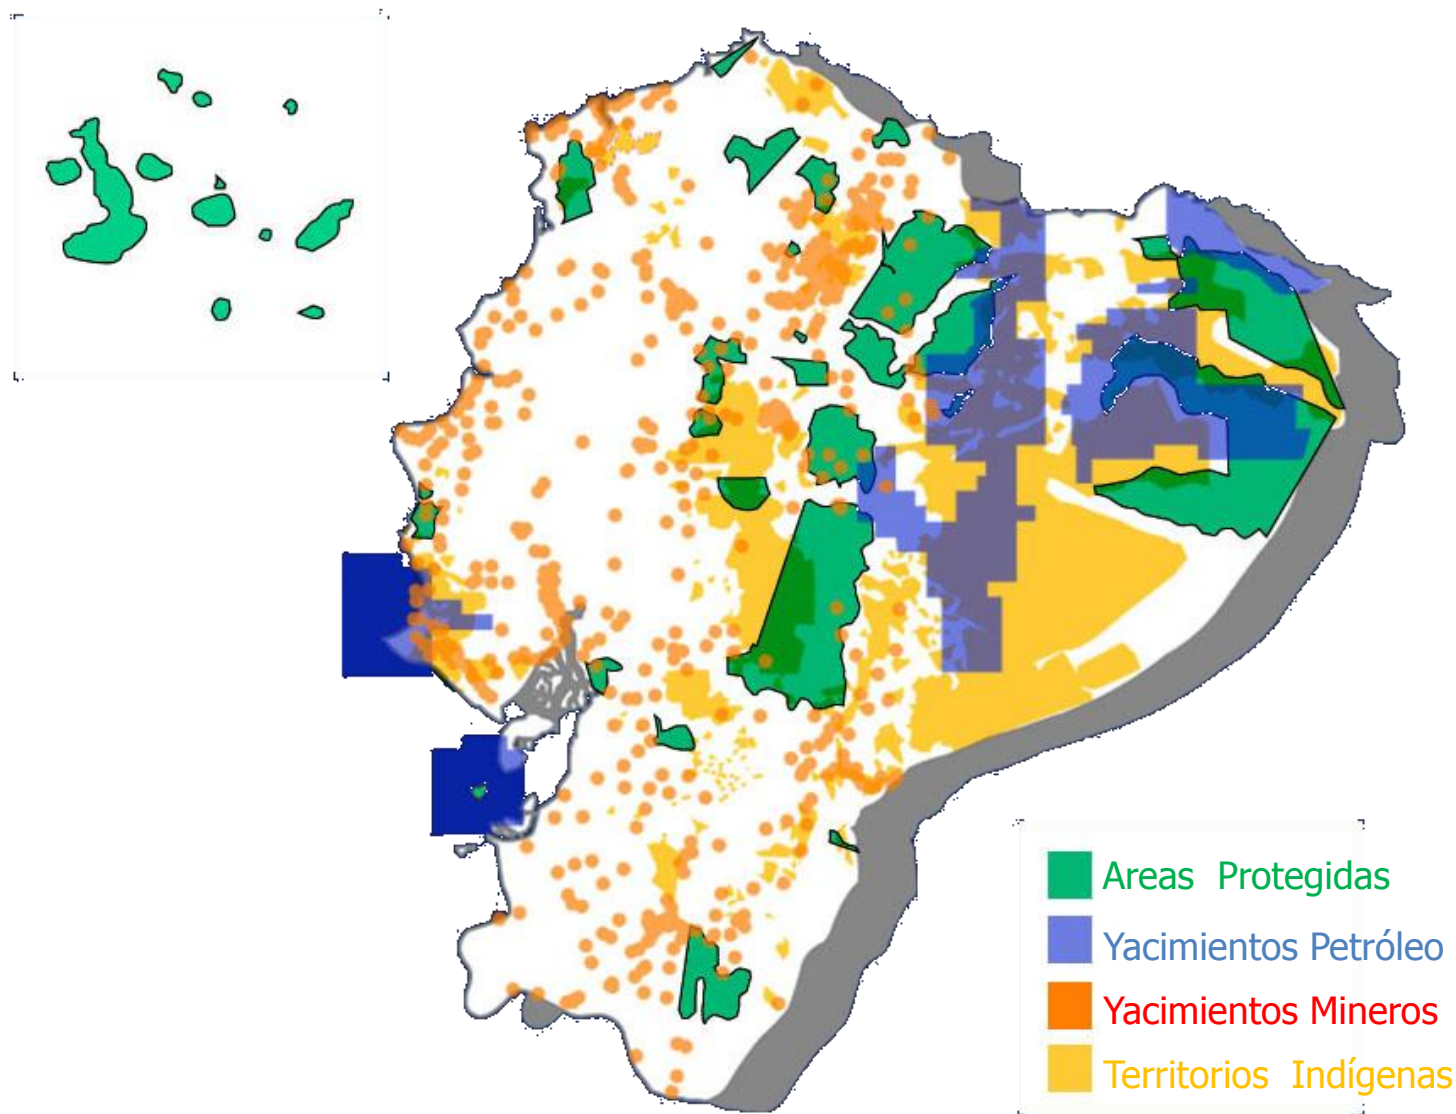 Areas Protegidas
Yacimientos Petróleo
Yacimientos Mineros
Territorios Indígenas